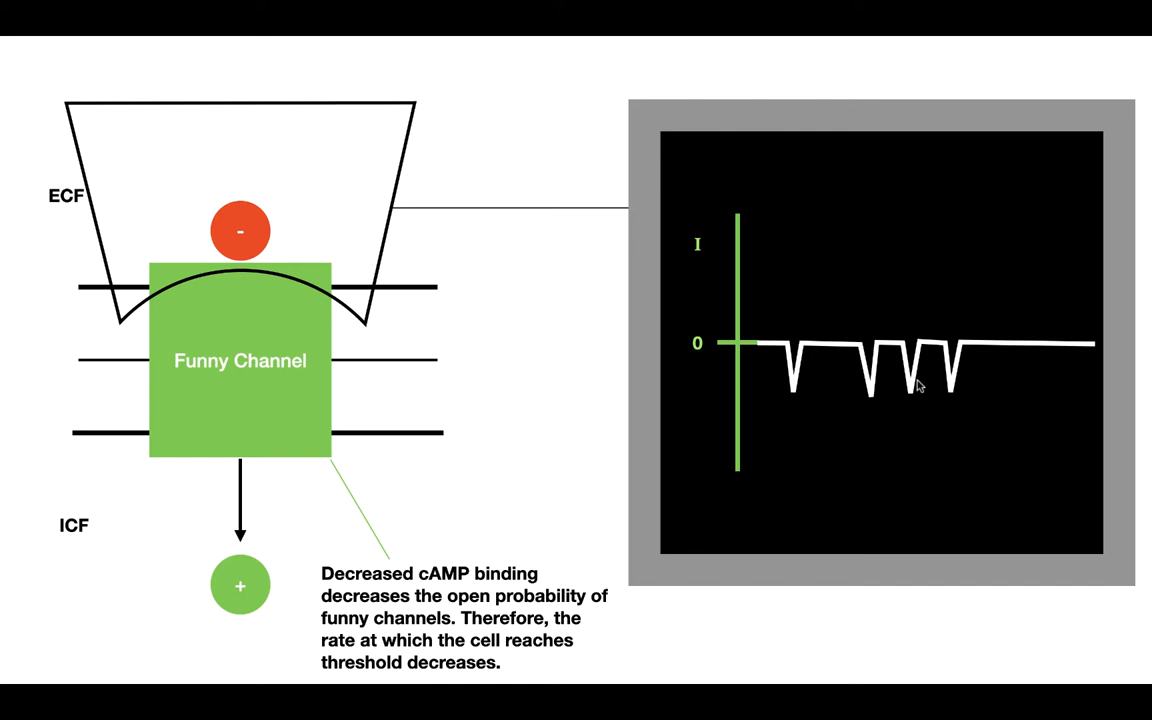 ECF
-
Funny Channel
ICF
+
Decreased cAMP binding
decreases the open probability of
funny channels. Therefore, the
rate at which the cell reaches
threshold decreases.
I
0